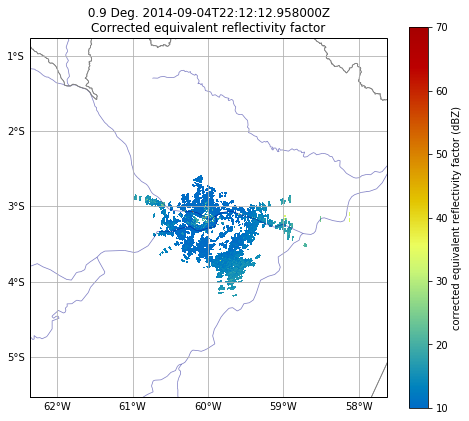 0.9 Deg. 2014-09-04T22:12:12.958000Z
Corrected equivalent reflectivity factor
1°S
2°S
3°S
4°S
5°S
62°W
61°W
60°W
59°W
58°W
70
60
50
40
30
20
10
corrected equivalent reflectivity factor (dBZ)